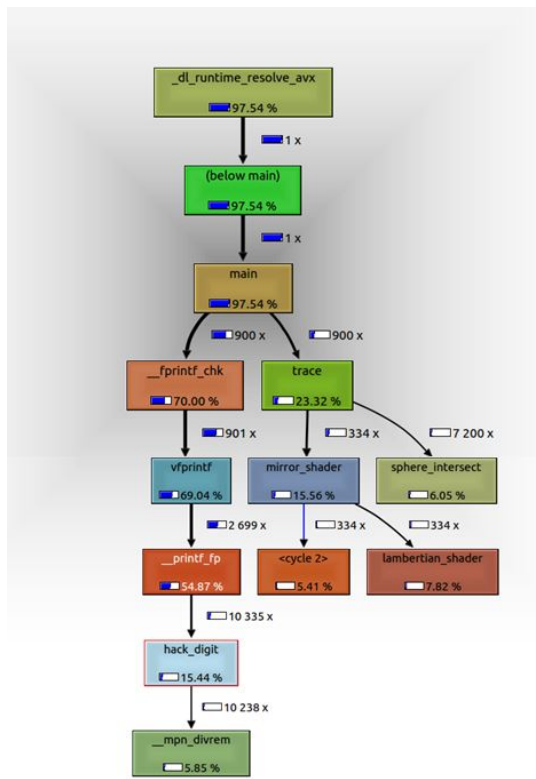 _dl_runtime_resolve_avx
97.54 %
1 x
(below main)
97.54 %
1 x
main
97.54 %
900 x
900 x
__fprintf_chk
70.00 %
trace
23.32 %
901 x
334 x
7 200 x
vfprintf
69.04 %
mirror_shader
15.56 %
sphere_intersect
6.05 %
2 699 x
334 x
334 x
__printf_fp
54.87 %
<cycle 2>
5.41 %
lambertian_shader
7.82 %
10 335 x
hack_digit
15.44 %
10 238 x
__mpn_divrem
5.85 %